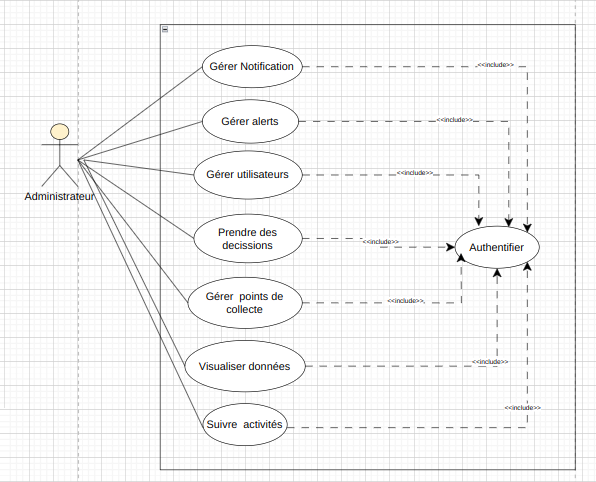 Gérer Notification
<<include>>
Gérer alerts
<<include>>
Gérer utilisateurs
<<include>>
Administrateur
Prendre des
decissions
<<include>>
Authentifier
Gérer points de
collecte
<<include>>
Visualiser données
<<include>>
Suivre activités
<<include>>